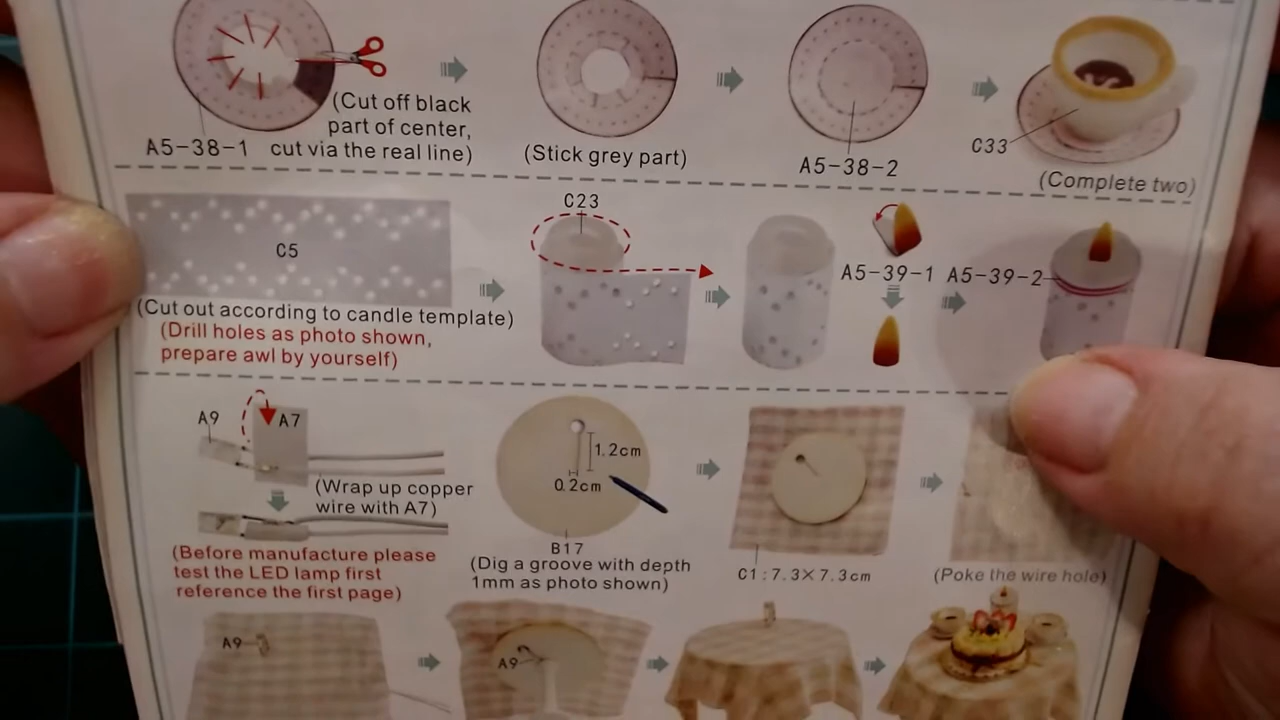 (Cut off black
part of center,
cut via the real line)
A5-38-1
(Stick grey part)
A5-38-2
C33
(Complete two)
C5
(Cut out according to candle template)
(Drill holes as photo shown,
prepare awl by yourself)
C23
A5-39-1
A5-39-2
A9
A7
(Wrap up copper
wire with A7)
(Before manufacture please
test the LED lamp first
reference the first page)
1.2cm
0.2cm
B17
(Dig a groove with depth
1mm as photo shown)
C1:7.3×7.3cm
(Poke the wire hole)
A9
A9